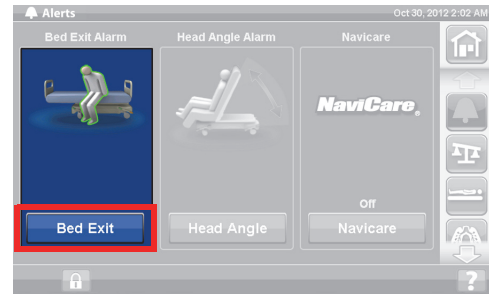 Alerts
Oct 30, 2012 2:02 AM
Bed Exit Alarm
Head Angle Alarm
Navicare
NaviCare
Off
Bed Exit
Head Angle
Navicare
?